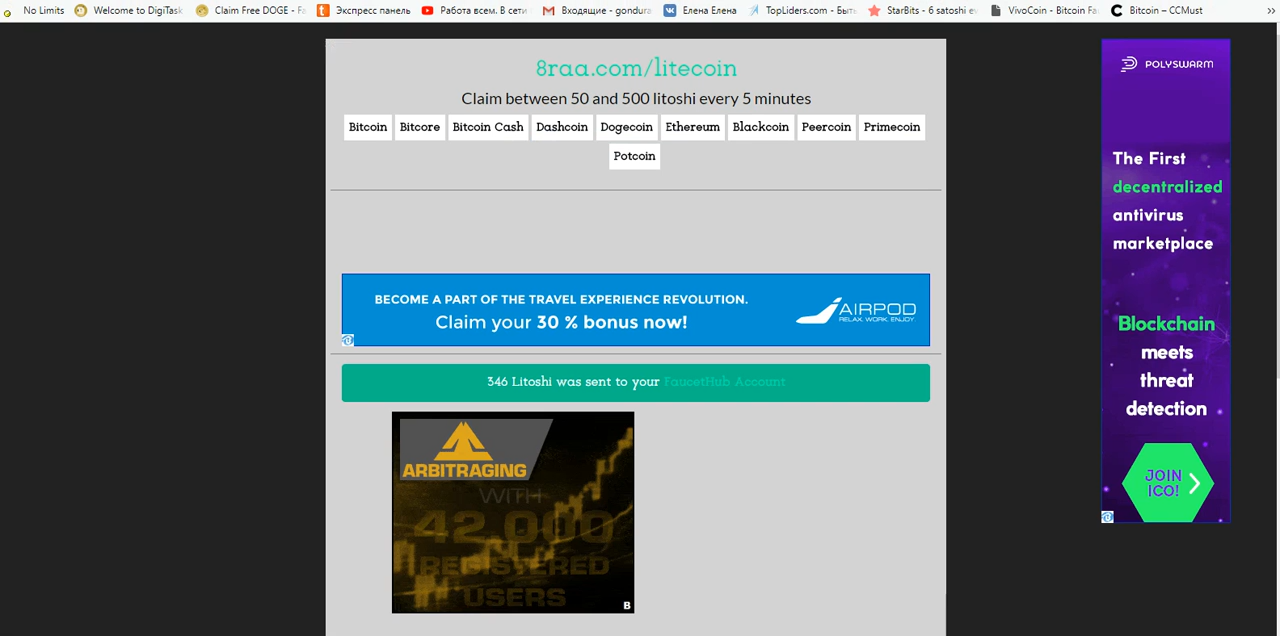 No Limits Welcome to DigiTask Claim Free DOGE - Fa Экспресс панель Работа всем. В сети Входящие - gondura Елена Елена TopLiders.com - Быть StarBits - 6 satoshi e VivoCoin - Bitcoin Fa Bitcoin – CCMust »
8raa.com/litecoin
Claim between 50 and 500 litoshi every 5 minutes
Bitcoin Bitcore Bitcoin Cash Dashcoin Dogecoin Ethereum Blackcoin Peercoin Primecoin
Potcoin
BECOME A PART OF THE TRAVEL EXPERIENCE REVOLUTION.
Claim your 30 % bonus now!
AIRPOD
RELAX. WORK. ENJOY.
346 Litoshi was sent to your FaucetHub Account
ARBITRAGING
WITH
42,000
REGISTERED
USERS
B
POLYSWARM
The First
decentralized
antivirus
marketplace
Blockchain
meets
threat
detection
JOIN
ICO!